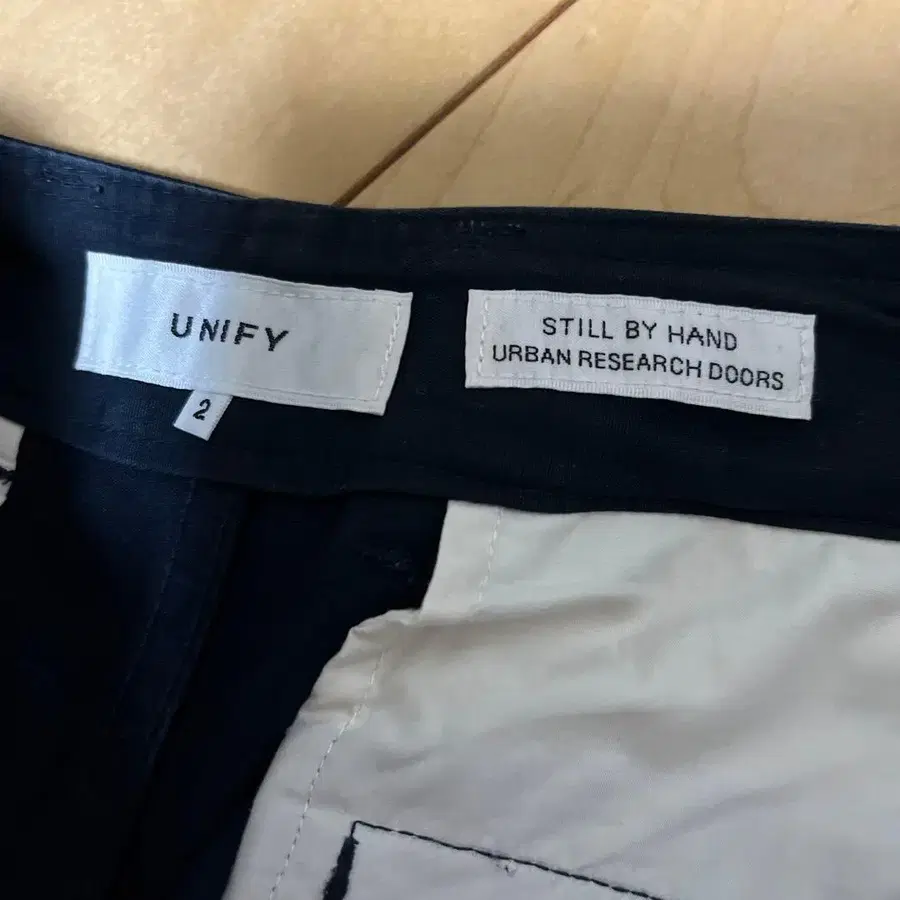 UNIFY
2
STILL BY HAND
URBAN RESEARCH DOORS